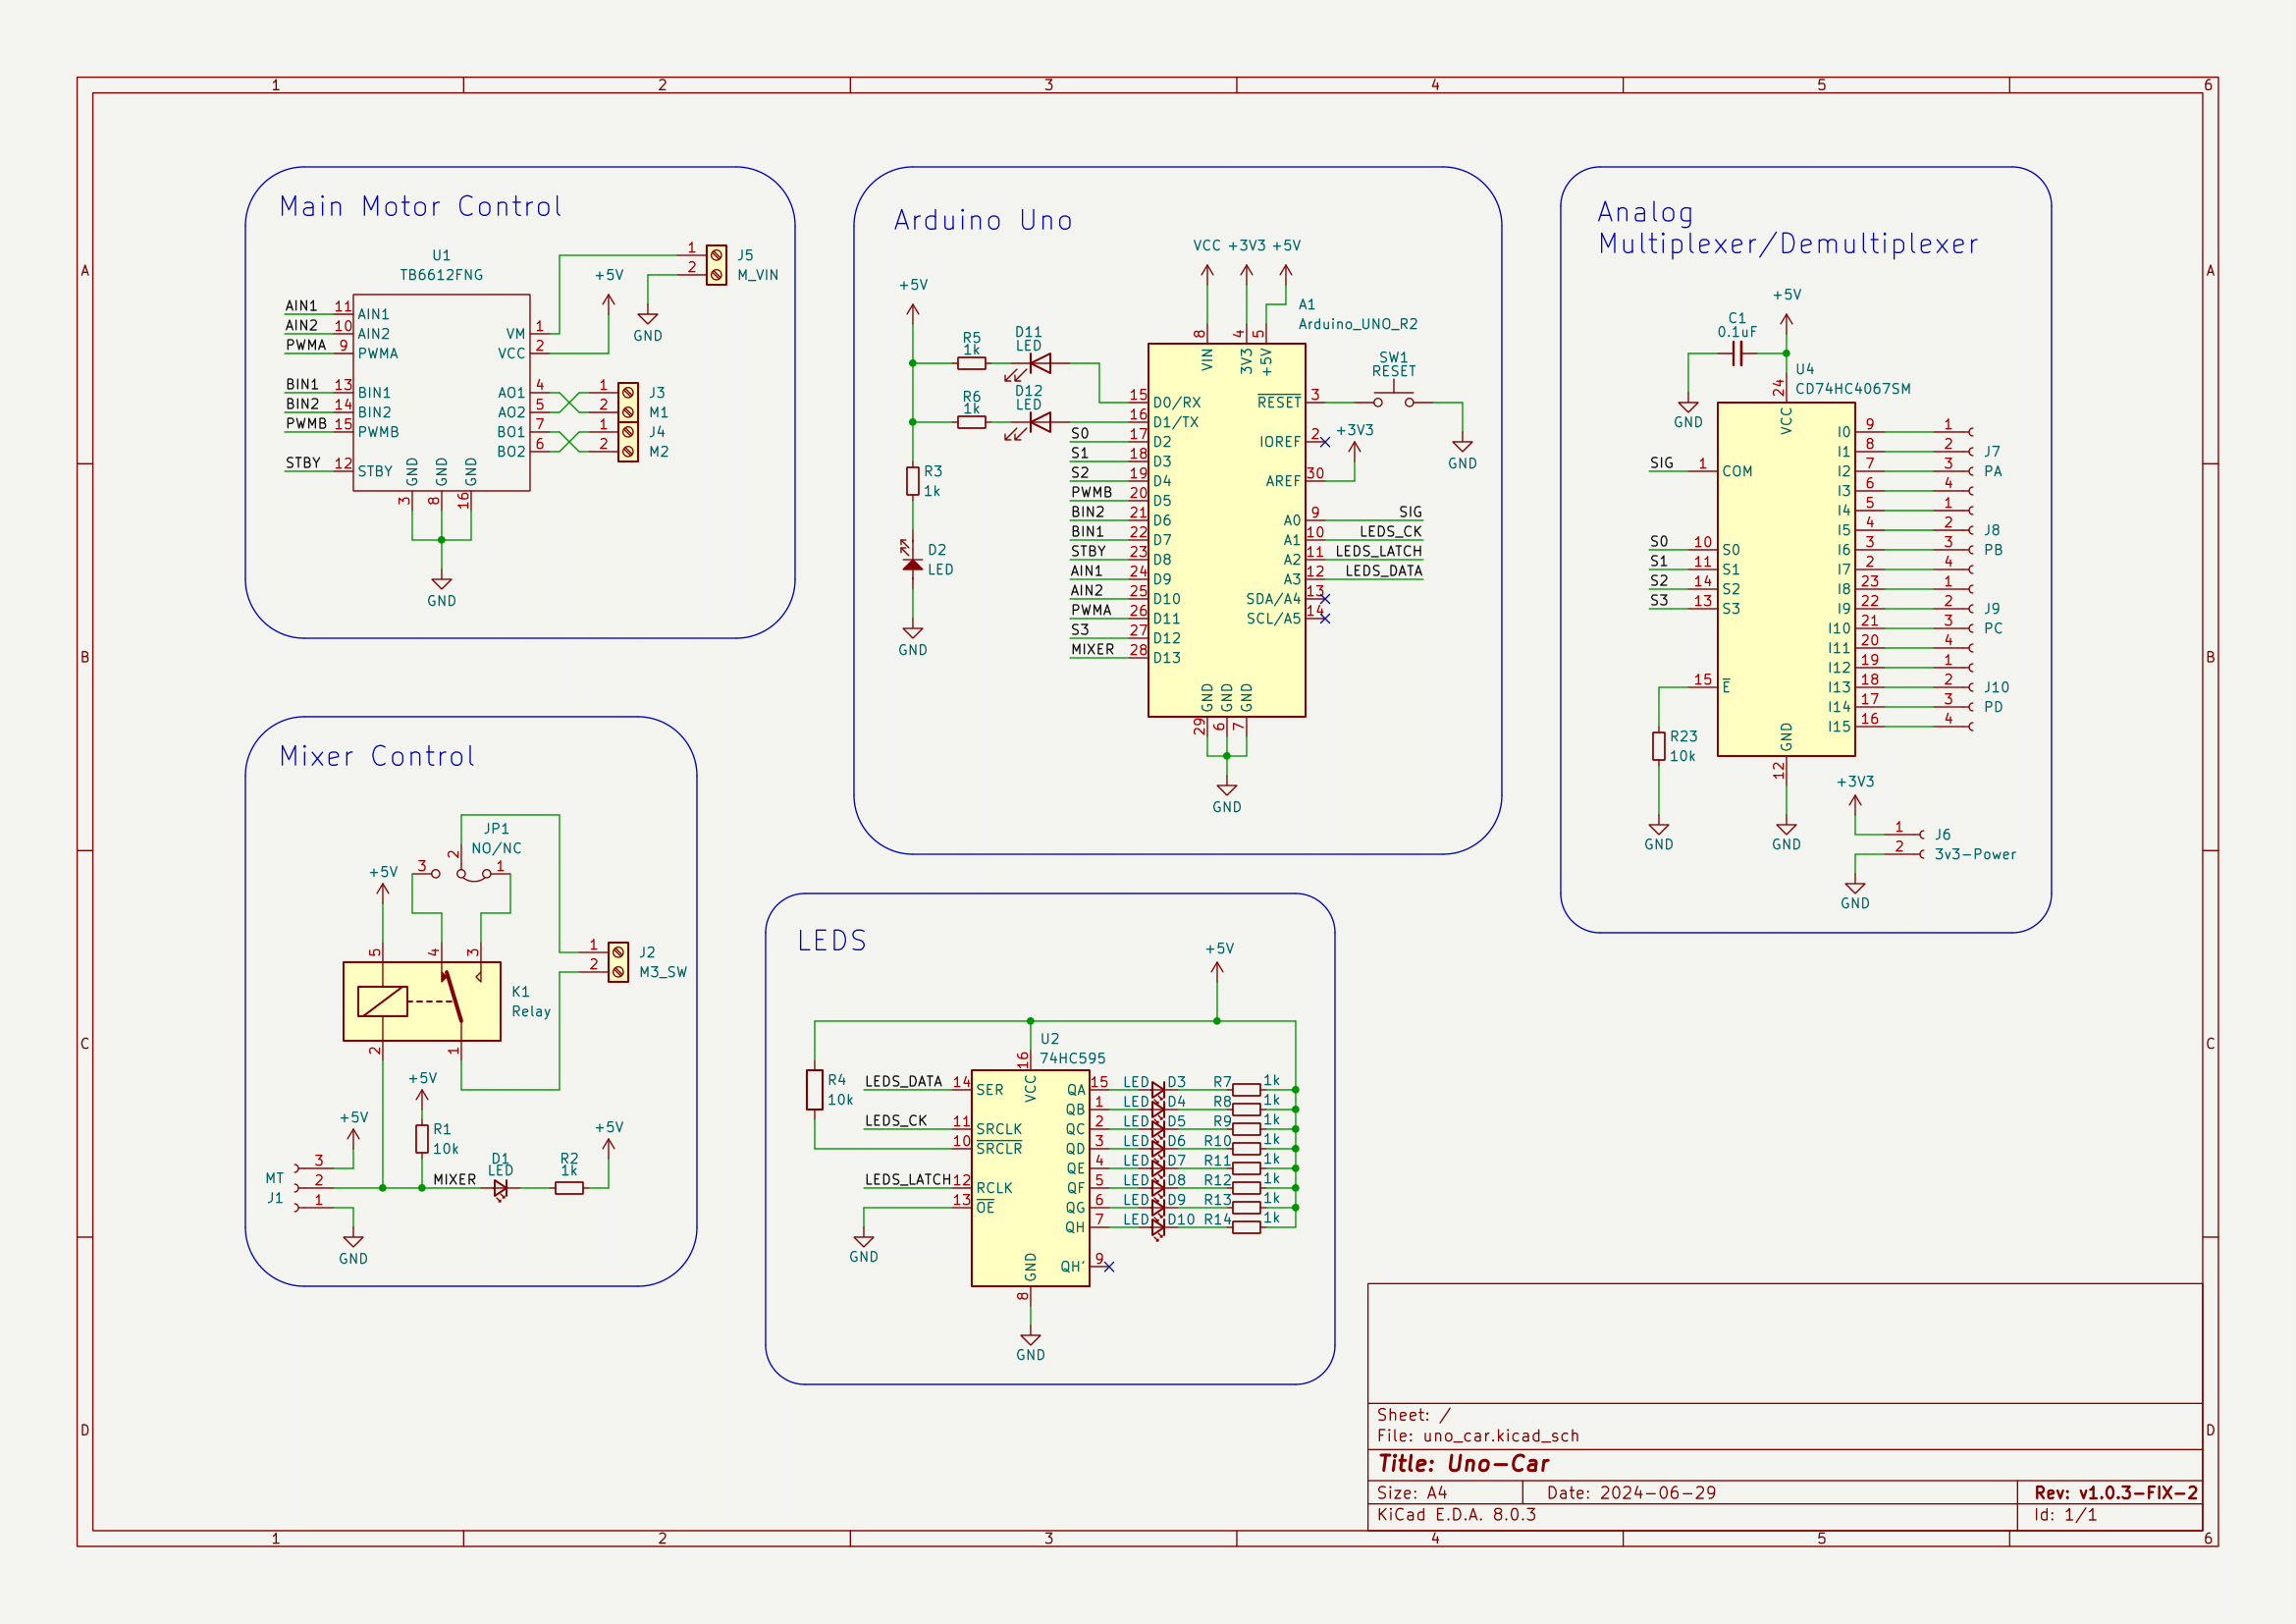 1 2 3 4 5 6
A
B
C
D
Main Motor Control
U1
TB6612FNG
AIN1 11 AIN1
AIN2 10 AIN2
PWMA 9 PWMA
BIN1 13 BIN1
BIN2 14 BIN2
PWMB 15 PWMB
STBY 12 STBY
VM 1
VCC 2
AO1 4
AO2 5
BO1 7
BO2 6
GND GND GND
3 8 16
GND
+5V
1 J5
2 M_VIN
GND
1 J3
2 M1
1 J4
2 M2
Arduino Uno
VCC +3V3 +5V
+5V
A1
Arduino_UNO_R2
R5
1k
D11
LED
R6
1k
D12
LED
R3
1k
D2
LED
GND
8 4 5
VIN 3V3 +5V
15 D0/RX
16 D1/TX
S0 17 D2
S1 18 D3
S2 19 D4
PWMB 20 D5
BIN2 21 D6
BIN1 22 D7
STBY 23 D8
AIN1 24 D9
AIN2 25 D10
PWMA 26 D11
S3 27 D12
MIXER 28 D13
RESET 3
IOREF 2
AREF 30
A0 9 SIG
A1 10 LEDS_CK
A2 11 LEDS_LATCH
A3 12 LEDS_DATA
SDA/A4 13
SCL/A5 14
SW1
RESET
+3V3
GND
GND GND GND
29 6 7
GND
Analog
Multiplexer/Demultiplexer
+5V
C1
0.1uF
GND
U4
CD74HC4067SM
24
VCC
SIG 1 COM
S0 10 S0
S1 11 S1
S2 14 S2
S3 13 S3
15 E
R23
10k
GND
I0 9 1
I1 8 2 J7
I2 7 3 PA
I3 6 4
I4 5 1
I5 4 2 J8
I6 3 3 PB
I7 2 4
I8 23 1
I9 22 2 J9
I10 21 3 PC
I11 20 4
I12 19 1
I13 18 2 J10
I14 17 3 PD
I15 16 4
GND
12
GND
+3V3
1 J6
2 3v3-Power
GND
Mixer Control
JP1
NO/NC
3 2 1
+5V
5 4 3
K1
Relay
2 1
1 J2
2 M3_SW
+5V
R1
10k
+5V
MT
J1
3
2
1
GND
MIXER
D1
LED
R2
1k
+5V
LEDS
+5V
R4
10k
U2
74HC595
16
VCC
LEDS_DATA 14 SER
LEDS_CK 11 SRCLK
10 SRCLR
LEDS_LATCH 12 RCLK
13 OE
GND
QA 15 LED D3 R7 1k
QB 1 LED D4 R8 1k
QC 2 LED D5 R9 1k
QD 3 LED D6 R10 1k
QE 4 LED D7 R11 1k
QF 5 LED D8 R12 1k
QG 6 LED D9 R13 1k
QH 7 LED D10 R14 1k
QH' 9
GND
8
GND
Sheet: /
File: uno_car.kicad_sch
Title: Uno-Car
Size: A4 Date: 2024-06-29 Rev: v1.0.3-FIX-2
KiCad E.D.A. 8.0.3 Id: 1/1
A
B
C
D
1 2 3 4 5 6